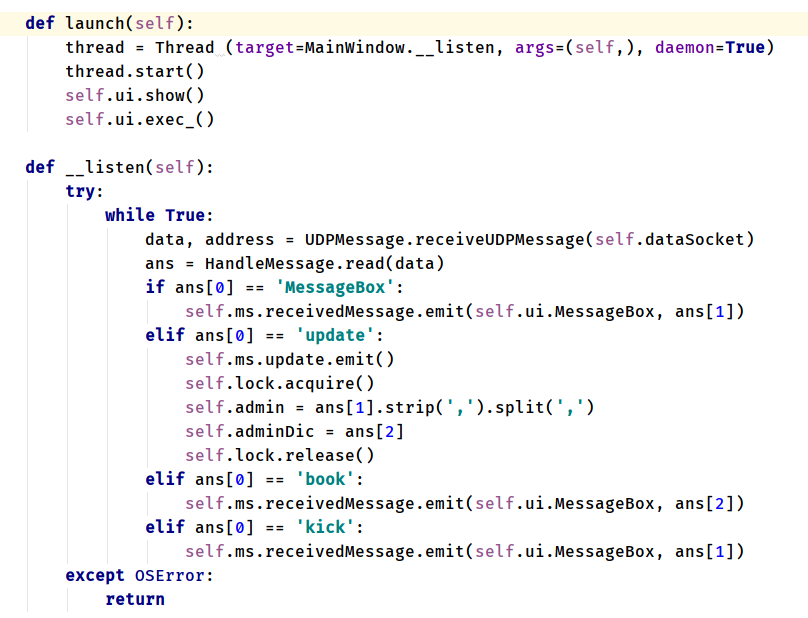 def launch(self):
    thread = Thread (target=MainWindow.__listen, args=(self,), daemon=True)
    thread.start()
    self.ui.show()
    self.ui.exec_()

def __listen(self):
    try:
        while True:
            data, address = UDPMessage.receiveUDPMessage(self.dataSocket)
            ans = HandleMessage.read(data)
            if ans[0] == 'MessageBox':
                self.ms.receivedMessage.emit(self.ui.MessageBox, ans[1])
            elif ans[0] == 'update':
                self.ms.update.emit()
                self.lock.acquire()
                self.admin = ans[1].strip(',').split(',')
                self.adminDic = ans[2]
                self.lock.release()
            elif ans[0] == 'book':
                self.ms.receivedMessage.emit(self.ui.MessageBox, ans[2])
            elif ans[0] == 'kick':
                self.ms.receivedMessage.emit(self.ui.MessageBox, ans[1])
    except OSError:
        return